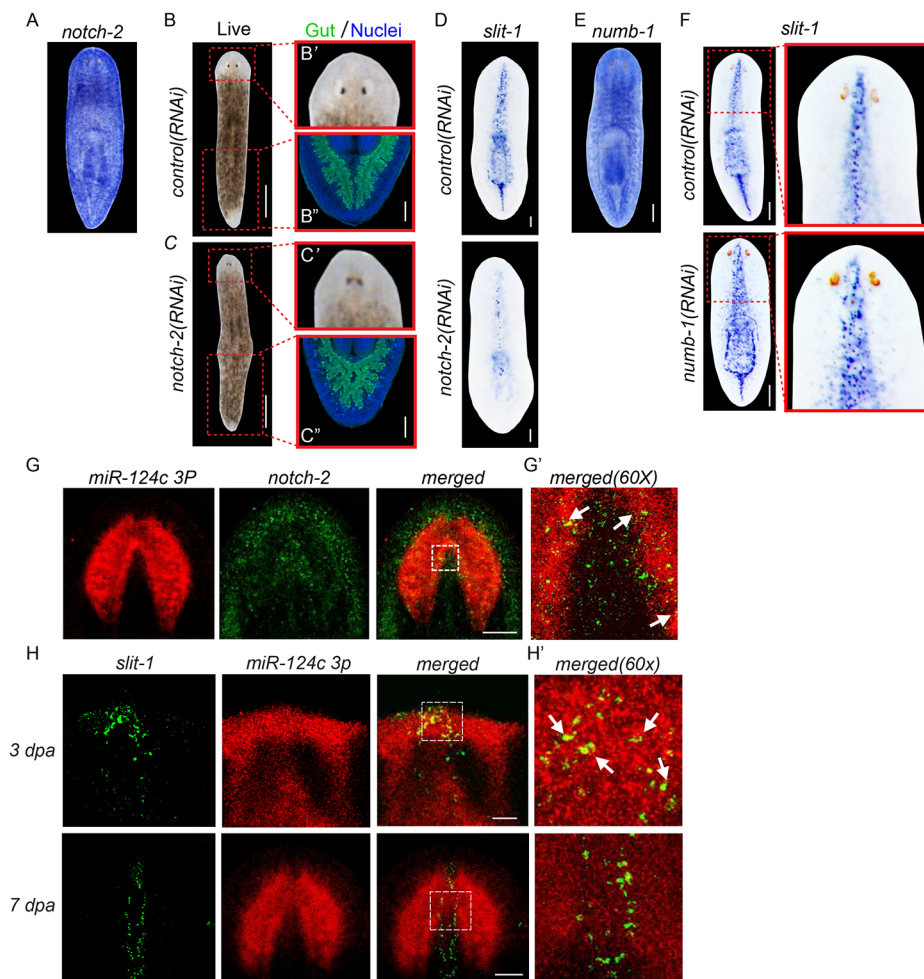 A
notch-2
B
Live
Gut / Nuclei
D
slit-1
E
numb-1
F
slit-1
B’
B”
control(RNAi)
control(RNAi)
control(RNAi)
C
C’
C”
notch-2(RNAi)
notch-2(RNAi)
numb-1(RNAi)
G
miR-124c 3P
notch-2
merged
G’
merged(60X)
H
slit-1
miR-124c 3p
merged
H’
merged(60x)
3 dpa
7 dpa